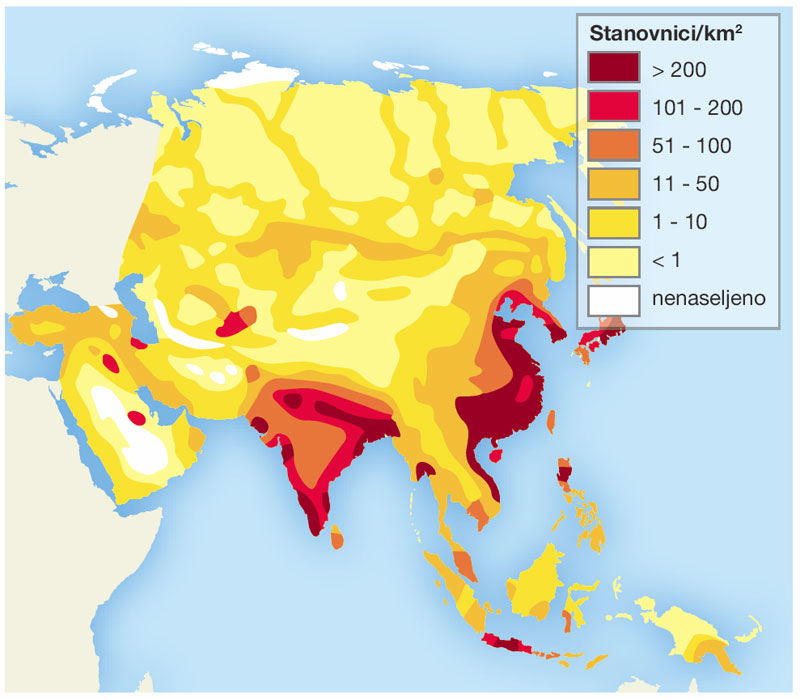 Stanovnici/km²
> 200
101 - 200
51 - 100
11 - 50
1 - 10
< 1
nenaseljeno